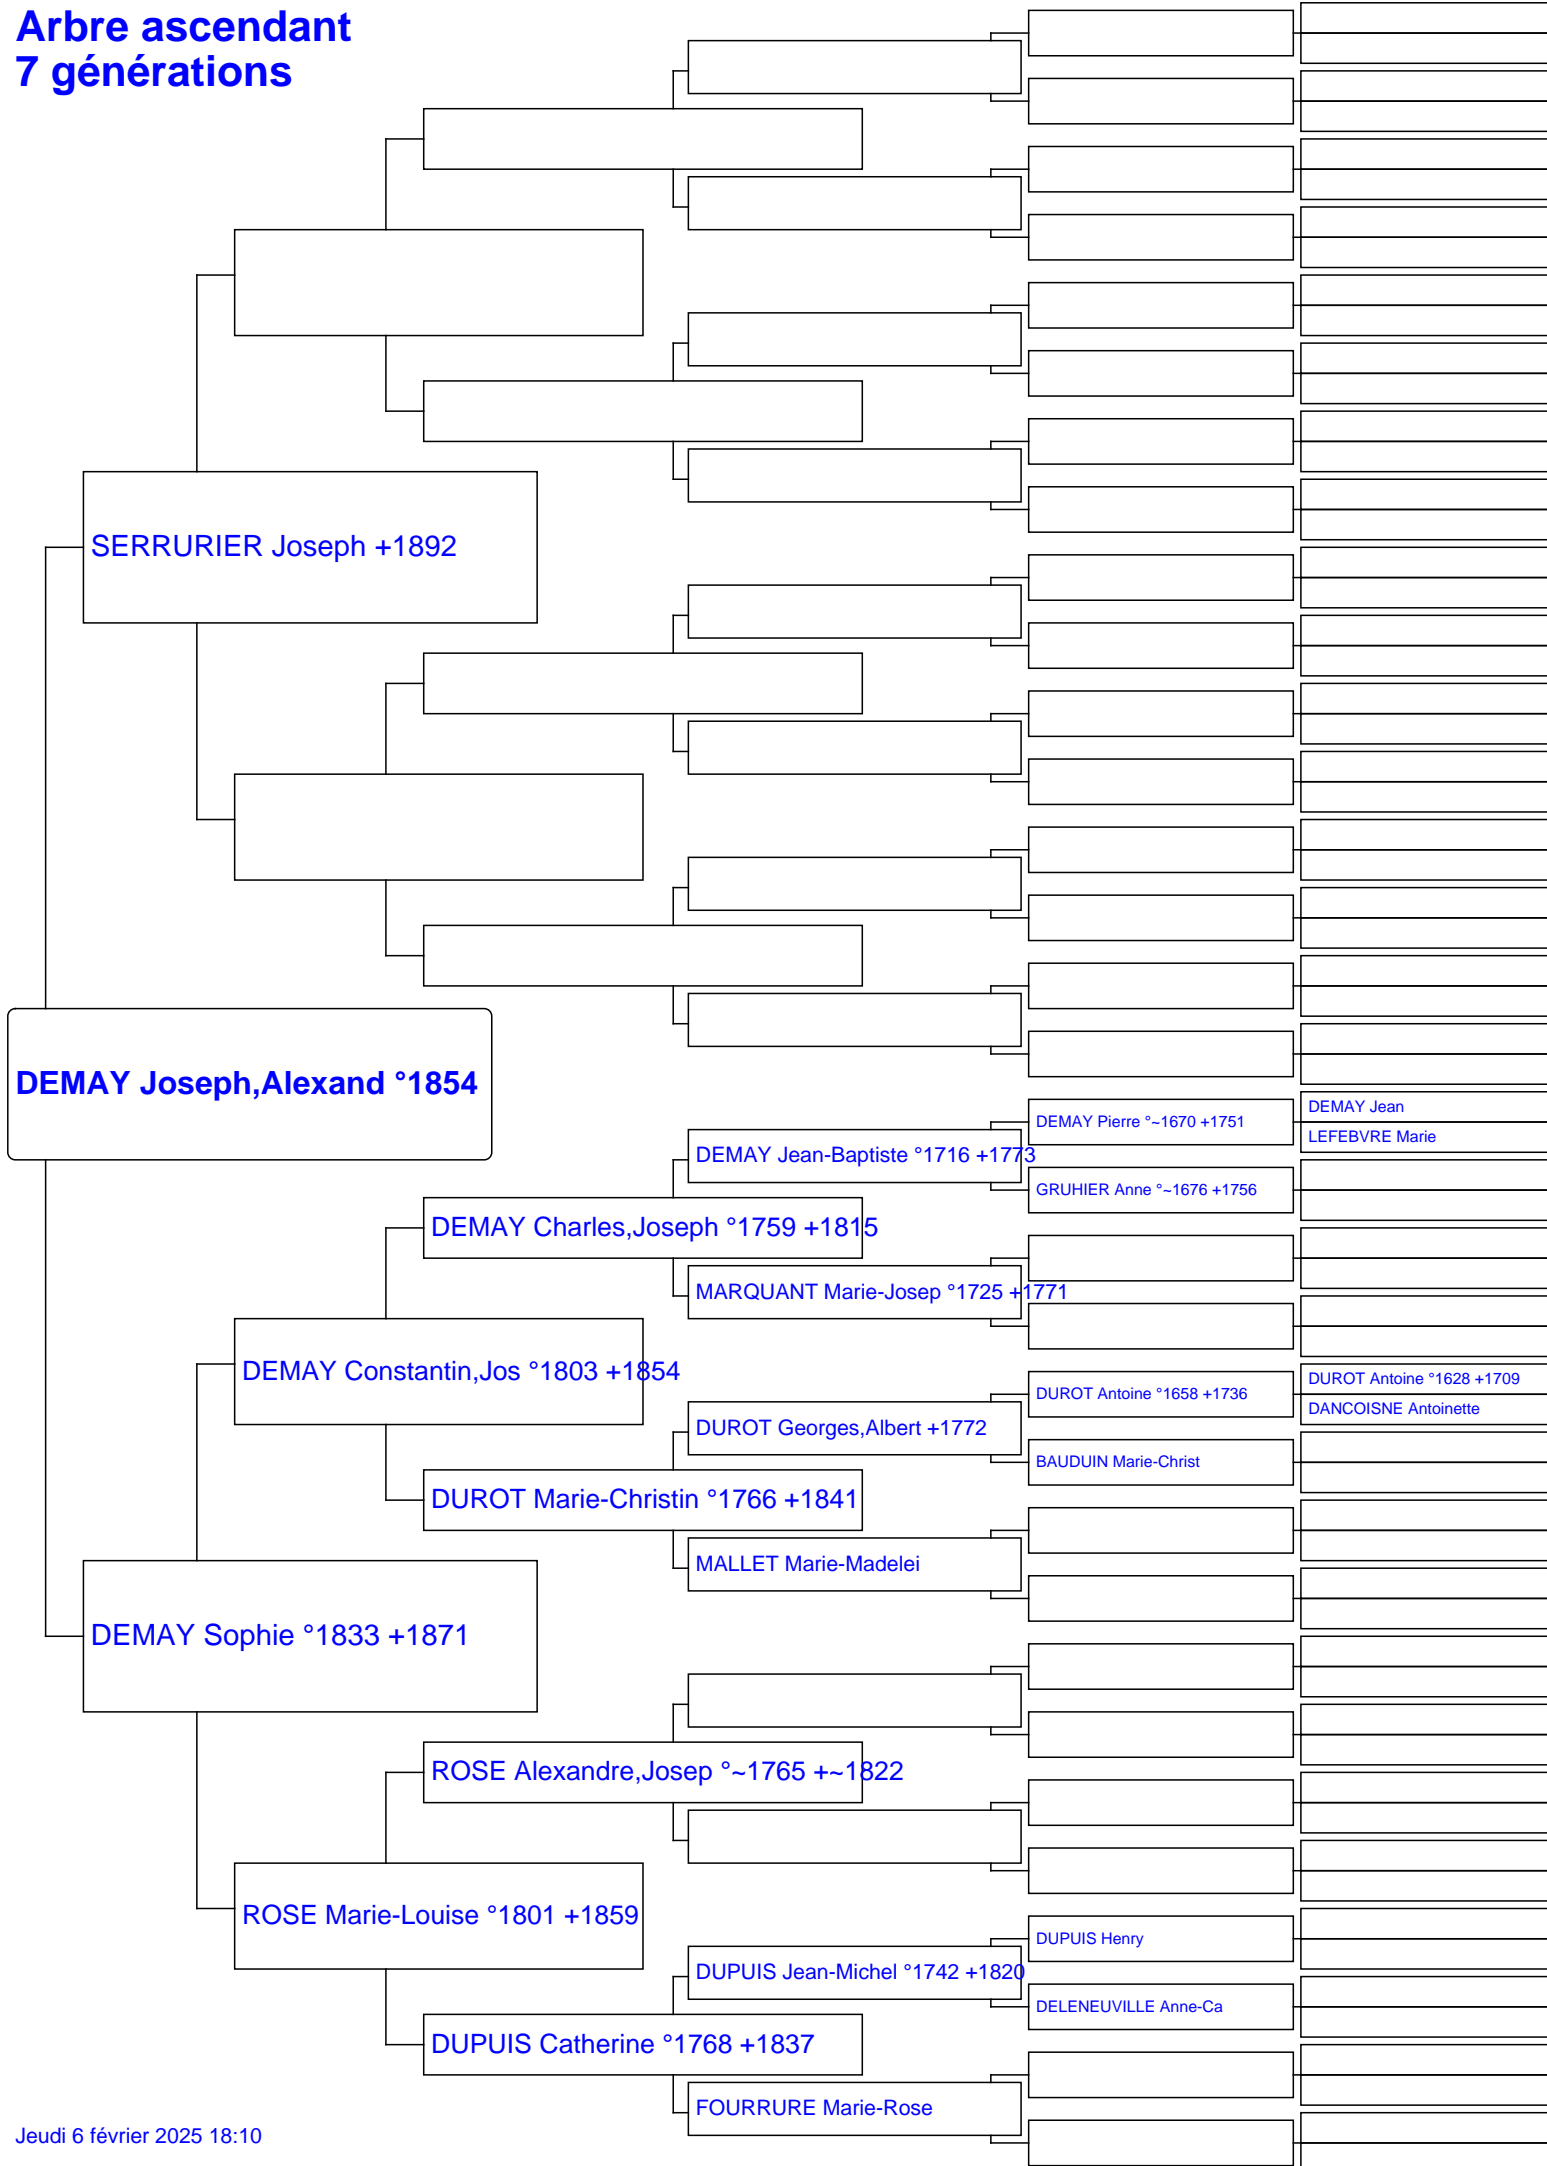 Arbre ascendant
7 générations
SERRURIER Joseph +1892
DEMAY Joseph,Alexand °1854
DEMAY Jean
DEMAY Pierre °~1670 +1751
LEFEBVRE Marie
DEMAY Jean-Baptiste °1716 +1773
GRUHIER Anne °~1676 +1756
DEMAY Charles,Joseph °1759 +1815
MARQUANT Marie-Josep °1725 +1771
DEMAY Constantin,Jos °1803 +1854
DUROT Antoine °1628 +1709
DUROT Antoine °1658 +1736
DANCOISNE Antoinette
DUROT Georges,Albert +1772
BAUDUIN Marie-Christ
DUROT Marie-Christin °1766 +1841
MALLET Marie-Madelei
DEMAY Sophie °1833 +1871
ROSE Alexandre,Josep °~1765 +~1822
ROSE Marie-Louise °1801 +1859
DUPUIS Henry
DUPUIS Jean-Michel °1742 +1820
DELENEUVILLE Anne-Ca
DUPUIS Catherine °1768 +1837
FOURRURE Marie-Rose
Jeudi 6 février 2025 18:10